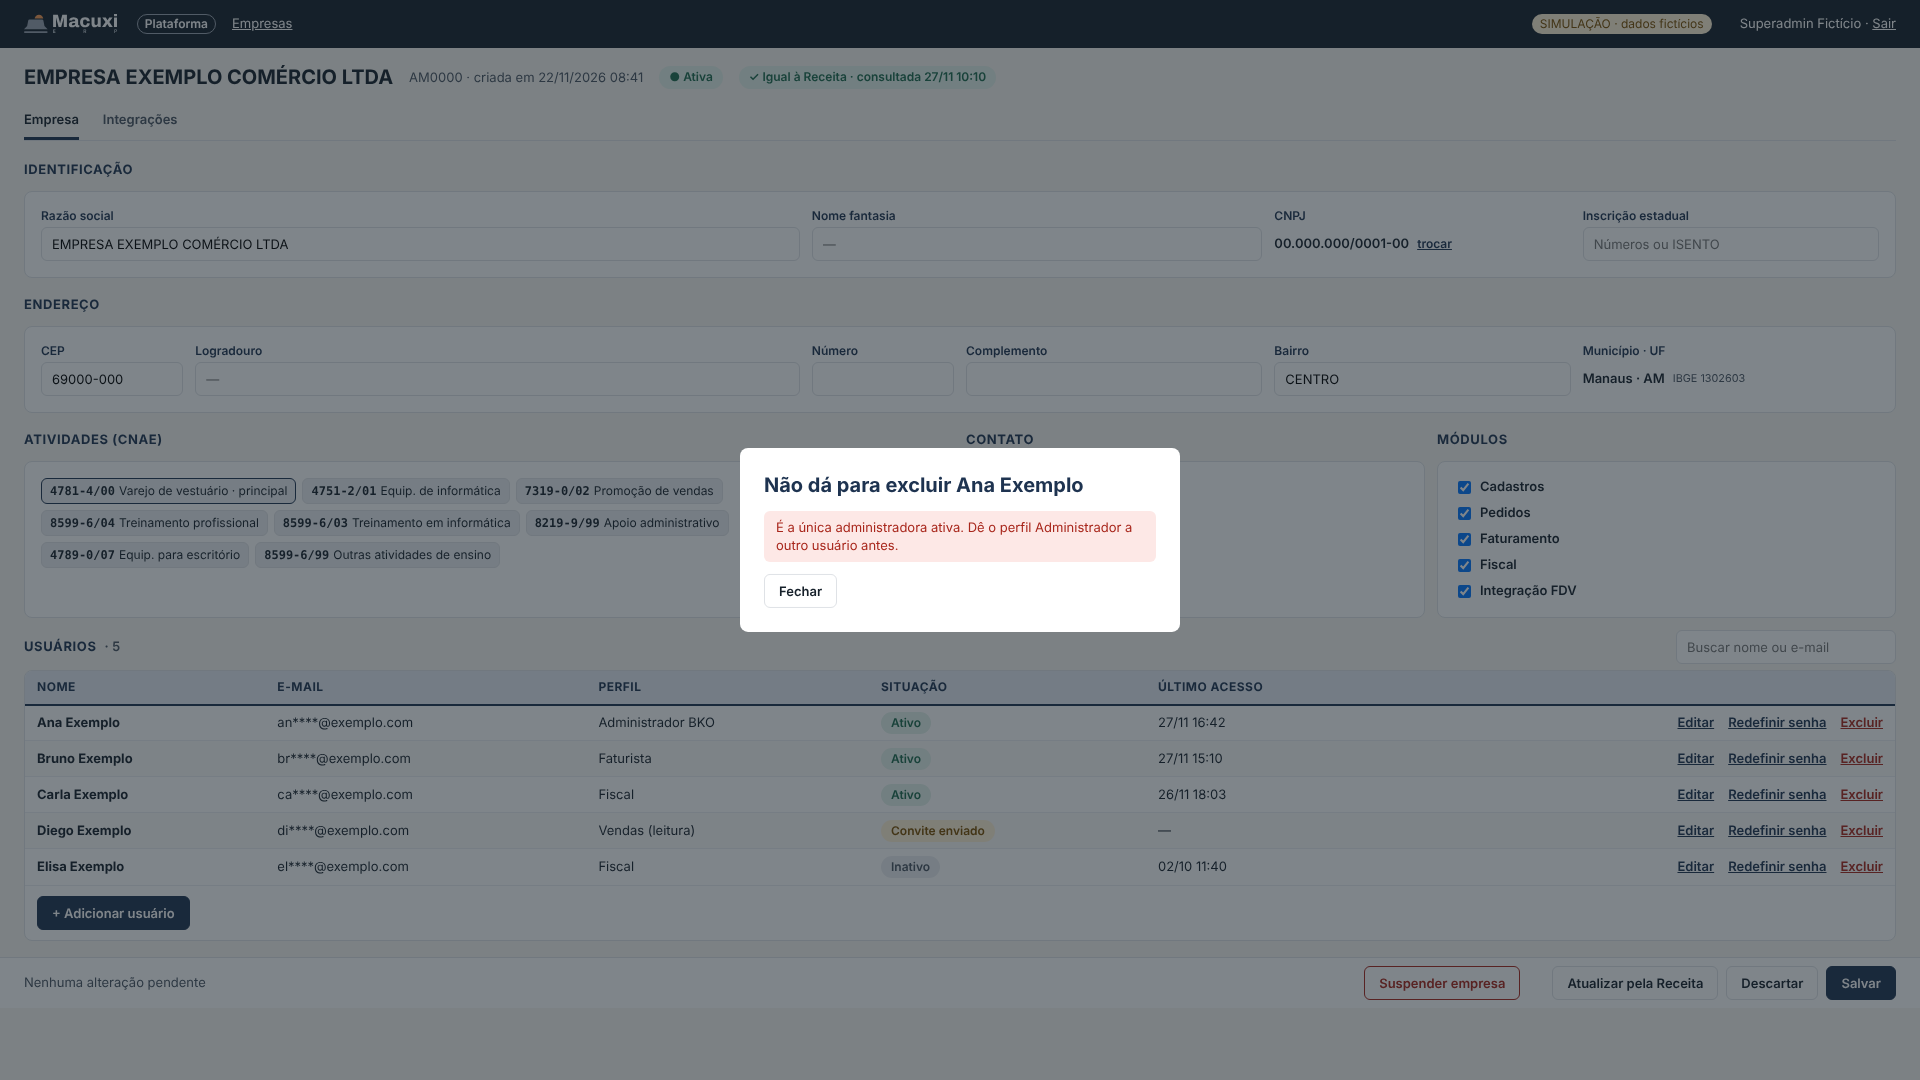 Macuxi
E R P
Plataforma
Empresas
SIMULAÇÃO · dados fictícios
Superadmin Fictício · Sair
EMPRESA EXEMPLO COMÉRCIO LTDA
AM0000 · criada em 22/11/2026 08:41
● Ativa
✓ Igual à Receita · consultada 27/11 10:10
Empresa
Integrações
IDENTIFICAÇÃO
Razão social
Nome fantasia
CNPJ
Inscrição estadual
EMPRESA EXEMPLO COMÉRCIO LTDA
—
00.000.000/0001-00 trocar
Números ou ISENTO
ENDEREÇO
CEP
Logradouro
Número
Complemento
Bairro
Município · UF
69000-000
—
CENTRO
Manaus · AM IBGE 1302603
ATIVIDADES (CNAE)
CONTATO
MÓDULOS
4781-4/00 Varejo de vestuário · principal
4751-2/01 Equip. de informática
7319-0/02 Promoção de vendas
8599-6/04 Treinamento profissional
8599-6/03 Treinamento em informática
8219-9/99 Apoio administrativo
4789-0/07 Equip. para escritório
8599-6/99 Outras atividades de ensino
Não dá para excluir Ana Exemplo
É a única administradora ativa. Dê o perfil Administrador a
outro usuário antes.
Fechar
Cadastros
Pedidos
Faturamento
Fiscal
Integração FDV
USUÁRIOS · 5
Buscar nome ou e-mail
NOME E-MAIL PERFIL SITUAÇÃO ÚLTIMO ACESSO
Ana Exemplo an****@exemplo.com Administrador BKO Ativo 27/11 16:42 Editar Redefinir senha Excluir
Bruno Exemplo br****@exemplo.com Faturista Ativo 27/11 15:10 Editar Redefinir senha Excluir
Carla Exemplo ca****@exemplo.com Fiscal Ativo 26/11 18:03 Editar Redefinir senha Excluir
Diego Exemplo di****@exemplo.com Vendas (leitura) Convite enviado — Editar Redefinir senha Excluir
Elisa Exemplo el****@exemplo.com Fiscal Inativo 02/10 11:40 Editar Redefinir senha Excluir
+ Adicionar usuário
Nenhuma alteração pendente
Suspender empresa
Atualizar pela Receita
Descartar
Salvar